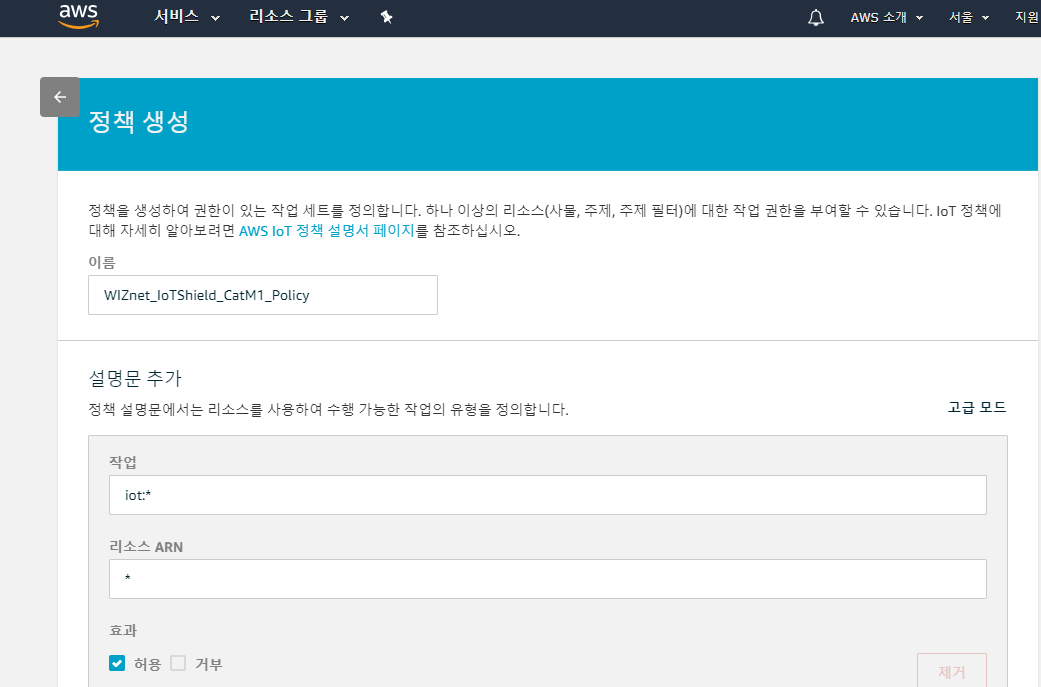 aws 서비스 리소스 그룹 AWS 소개 서울 지원
정책 생성
정책을 생성하여 권한이 있는 작업 세트를 정의합니다. 하나 이상의 리소스(사물, 주제, 주제 필터)에 대한 작업 권한을 부여할 수 있습니다. IoT 정책에
대해 자세히 알아보려면 AWS IoT 정책 설명서 페이지를 참조하십시오.
이름
WIZnet_IoTShield_CatM1_Policy
설명문 추가
정책 설명문에서는 리소스를 사용하여 수행 가능한 작업의 유형을 정의합니다.
고급 모드
작업
iot:*
리소스 ARN
*
효과
허용 거부
제거